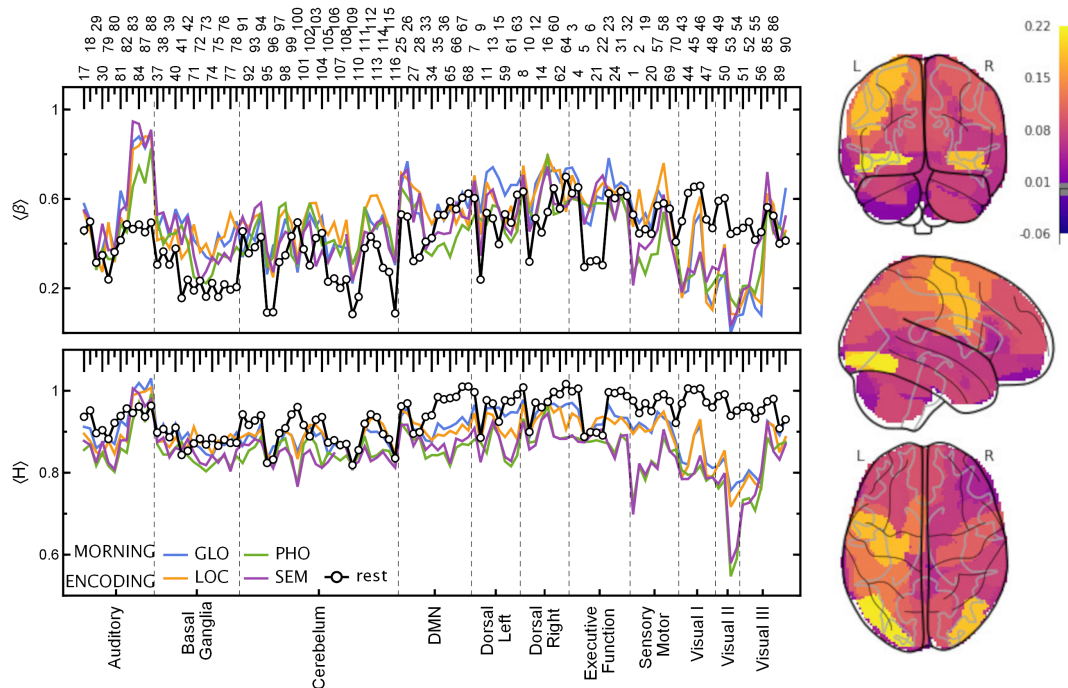 29 80 83 88 39 42 73 76 91 94 97 100 103 106 109 112 115 26 33 36 67 9 15 63 12 60 3 6 23 32 19 58 43 46 49 54 55 86
18 79 82 87 38 41 72 75 78 93 96 99 102 105 108 111 114 25 28 35 66 7 13 61 10 16 64 5 22 31 2 57 70 45 48 53 52 85 90
17 30 81 84 37 40 71 74 77 92 95 98 101 104 107 110 113 116 27 34 65 68 11 59 8 14 62 4 21 24 1 20 69 44 47 50 51 56 89
1
0.6
0.2
⟨β⟩
1
0.8
0.6
⟨H⟩
MORNING
ENCODING
GLO
PHO
LOC
SEM
rest
Auditory
Basal
Ganglia
Cerebelum
DMN
Dorsal
Left
Dorsal
Right
Executive
Function
Sensory
Motor
Visual I
Visual II
Visual III
L
R
0.22
0.15
0.08
0.01
-0.06
L
R